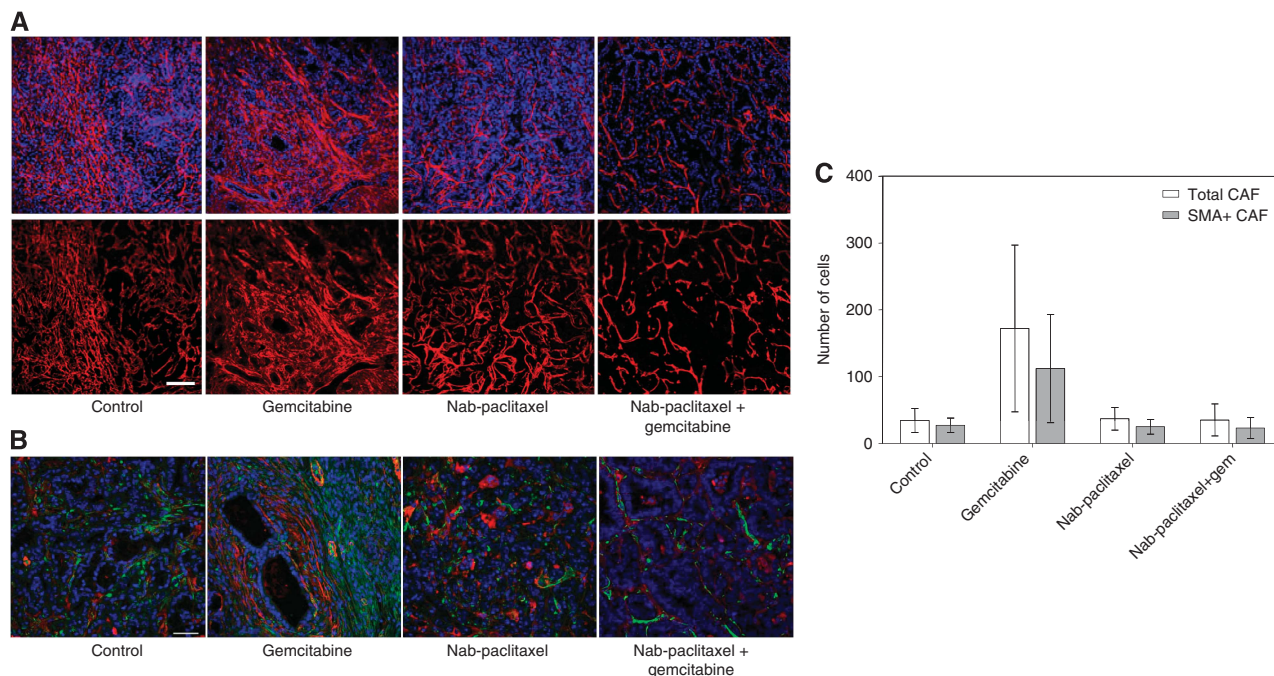 A
Control
Gemcitabine
Nab-paclitaxel
Nab-paclitaxel +
gemcitabine
B
Control
Gemcitabine
Nab-paclitaxel
Nab-paclitaxel +
gemcitabine
C
400
300
200
100
0
Number of cells
Total CAF
SMA+ CAF
Control
Gemcitabine
Nab-paclitaxel
Nab-paclitaxel+gem